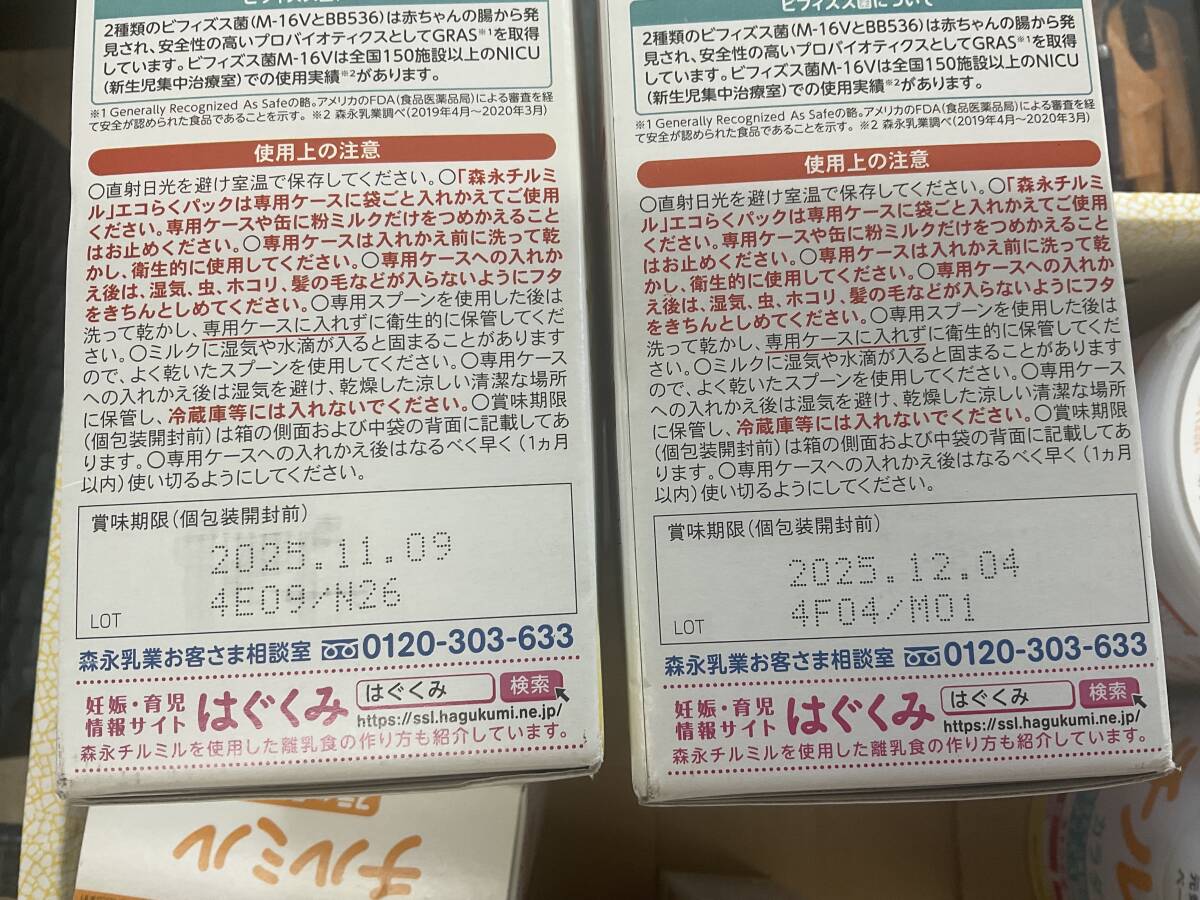 2種類のビフィズス菌(M-16VとBB536)は赤ちゃんの腸から発
見され、安全性の高いプロバイオティクスとしてGRAS※1を取得
しています。ビフィズス菌M-16Vは全国150施設以上のNICU
(新生児集中治療室)での使用実績※2があります。
※1 Generally Recognized As Safeの略。アメリカのFDA(食品医薬品局)による審査を経
て安全が認められた食品であることを示す。 ※2 森永乳業調べ(2019年4月〜2020年3月)
使用上の注意
○直射日光を避け室温で保存してください。○「森永チルミ
ル」エコらくパックは専用ケースに袋ごと入れかえてご使用
ください。専用ケースや缶に粉ミルクだけをつめかえること
はお止めください。○専用ケースは入れかえ前に洗って乾
かし、衛生的に使用してください。○専用ケースへの入れか
え後は、湿気、虫、ホコリ、髪の毛などが入らないようにフタ
をきちんとしめてください。○専用スプーンを使用した後は
洗って乾かし、専用ケースに入れずに衛生的に保管してくだ
さい。○ミルクに湿気や水滴が入ると固まることがあります
ので、よく乾いたスプーンを使用してください。○専用ケース
への入れかえ後は湿気を避け、乾燥した涼しい清潔な場所
に保管し、冷蔵庫等には入れないでください。○賞味期限
(個包装開封前)は箱の側面および中袋の背面に記載してあ
ります。○専用ケースへの入れかえ後はなるべく早く(1ヵ月
以内)使い切るようにしてください。
賞味期限(個包装開封前)
2025.11.09
4E09/N26
LOT
森永乳業お客さま相談室 0120-303-633
妊娠・育児
情報サイト はぐくみ はぐくみ 検索
https://ssl.hagukumi.ne.jp/
森永チルミルを使用した離乳食の作り方も紹介しています。
チルミル
ビフィズス菌について
2種類のビフィズス菌(M-16VとBB536)は赤ちゃんの腸から発
見され、安全性の高いプロバイオティクスとしてGRAS※1を取得
しています。ビフィズス菌M-16Vは全国150施設以上のNICU
(新生児集中治療室)での使用実績※2があります。
※1 Generally Recognized As Safeの略。アメリカのFDA(食品医薬品局)による審査を経
て安全が認められた食品であることを示す。 ※2 森永乳業調べ(2019年4月〜2020年3月)
使用上の注意
○直射日光を避け室温で保存してください。○「森永チルミ
ル」エコらくパックは専用ケースに袋ごと入れかえてご使用
ください。専用ケースや缶に粉ミルクだけをつめかえること
はお止めください。○専用ケースは入れかえ前に洗って乾
かし、衛生的に使用してください。○専用ケースへの入れか
え後は、湿気、虫、ホコリ、髪の毛などが入らないようにフタ
をきちんとしめてください。○専用スプーンを使用した後は
洗って乾かし、専用ケースに入れずに衛生的に保管してくだ
さい。○ミルクに湿気や水滴が入ると固まることがあります
ので、よく乾いたスプーンを使用してください。○専用ケース
への入れかえ後は湿気を避け、乾燥した涼しい清潔な場所
に保管し、冷蔵庫等には入れないでください。○賞味期限
(個包装開封前)は箱の側面および中袋の背面に記載してあ
ります。○専用ケースへの入れかえ後はなるべく早く(1ヵ月
以内)使い切るようにしてください。
賞味期限(個包装開封前)
2025.12.04
4F04/M01
LOT
森永乳業お客さま相談室 0120-303-633
妊娠・育児
情報サイト はぐくみ はぐくみ 検索
https://ssl.hagukumi.ne.jp/
森永チルミルを使用した離乳食の作り方も紹介しています。